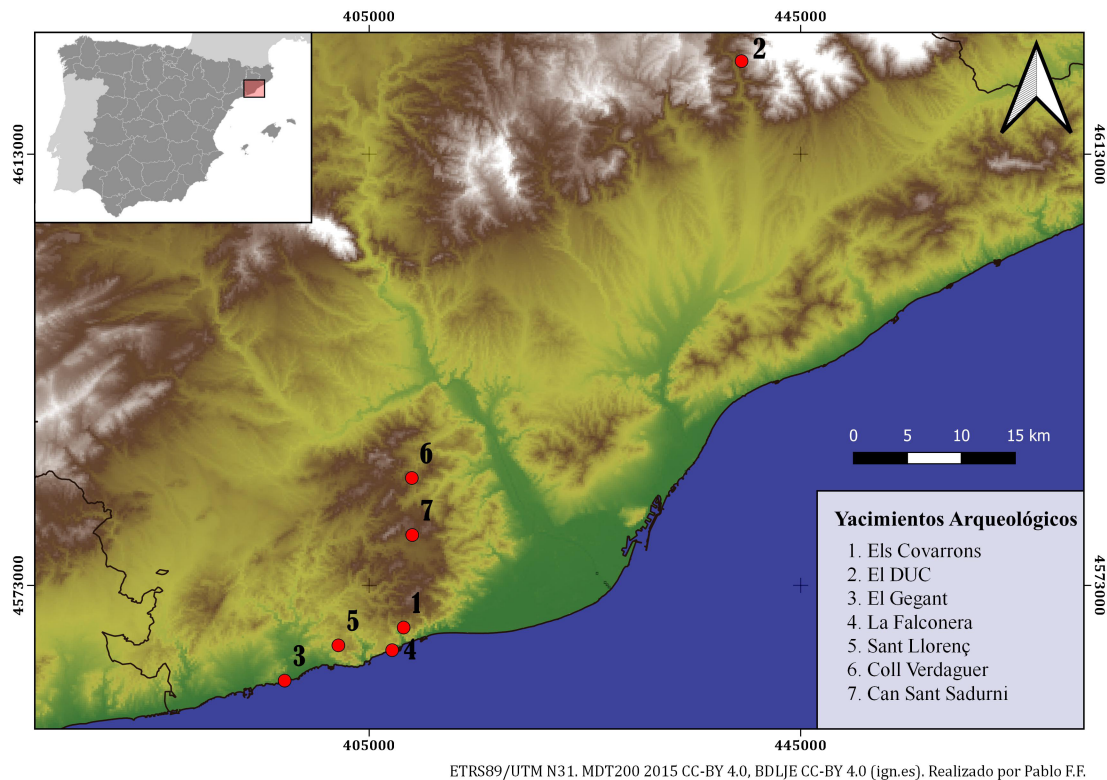 405000
445000
2
4613000
4613000
6
0 5 10 15 km
7
Yacimientos Arqueológicos
1. Els Covarrons
2. El DUC
3. El Gegant
4. La Falconera
5. Sant Llorenç
6. Coll Verdaguer
7. Can Sant Sadurni
4573000
4573000
1
5
4
3
405000
445000
ETRS89/UTM N31. MDT200 2015 CC-BY 4.0, BDLJE CC-BY 4.0 (ign.es). Realizado por Pablo F.F.